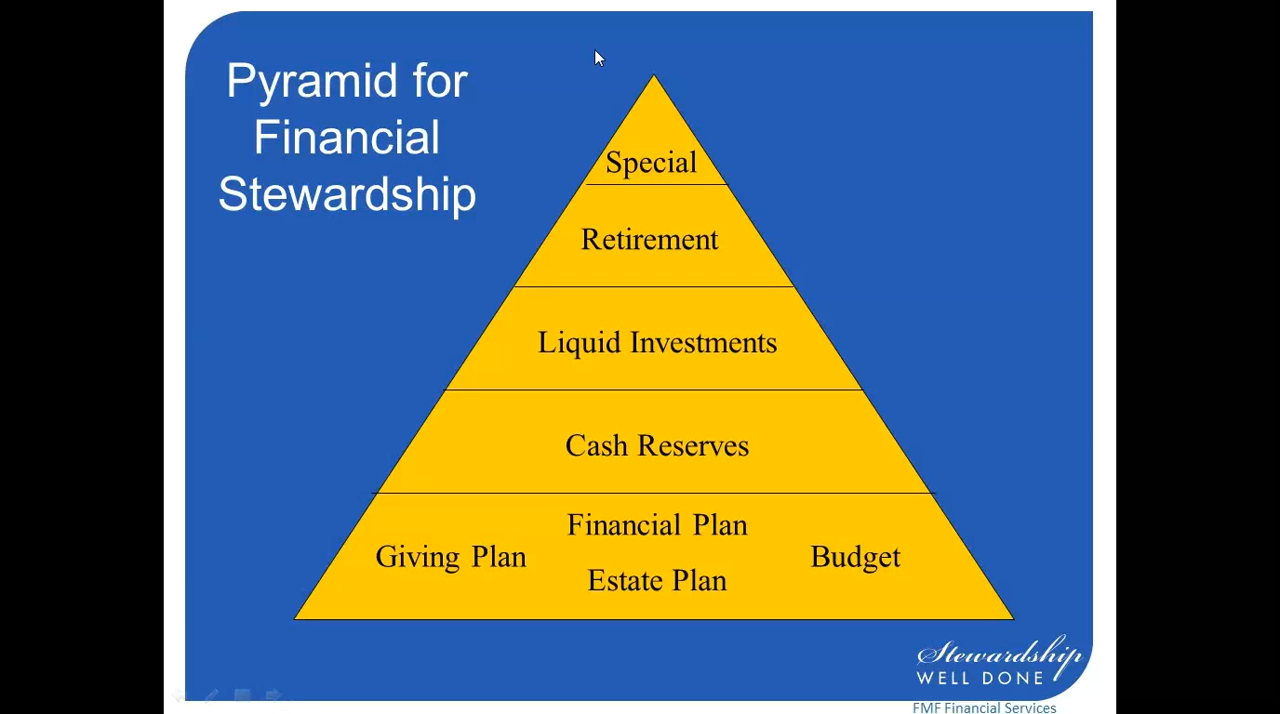 Pyramid for
Financial
Stewardship
Special
Retirement
Liquid Investments
Cash Reserves
Financial Plan
Giving Plan
Budget
Estate Plan
Stewardship
WELL DONE
FMF Financial Services